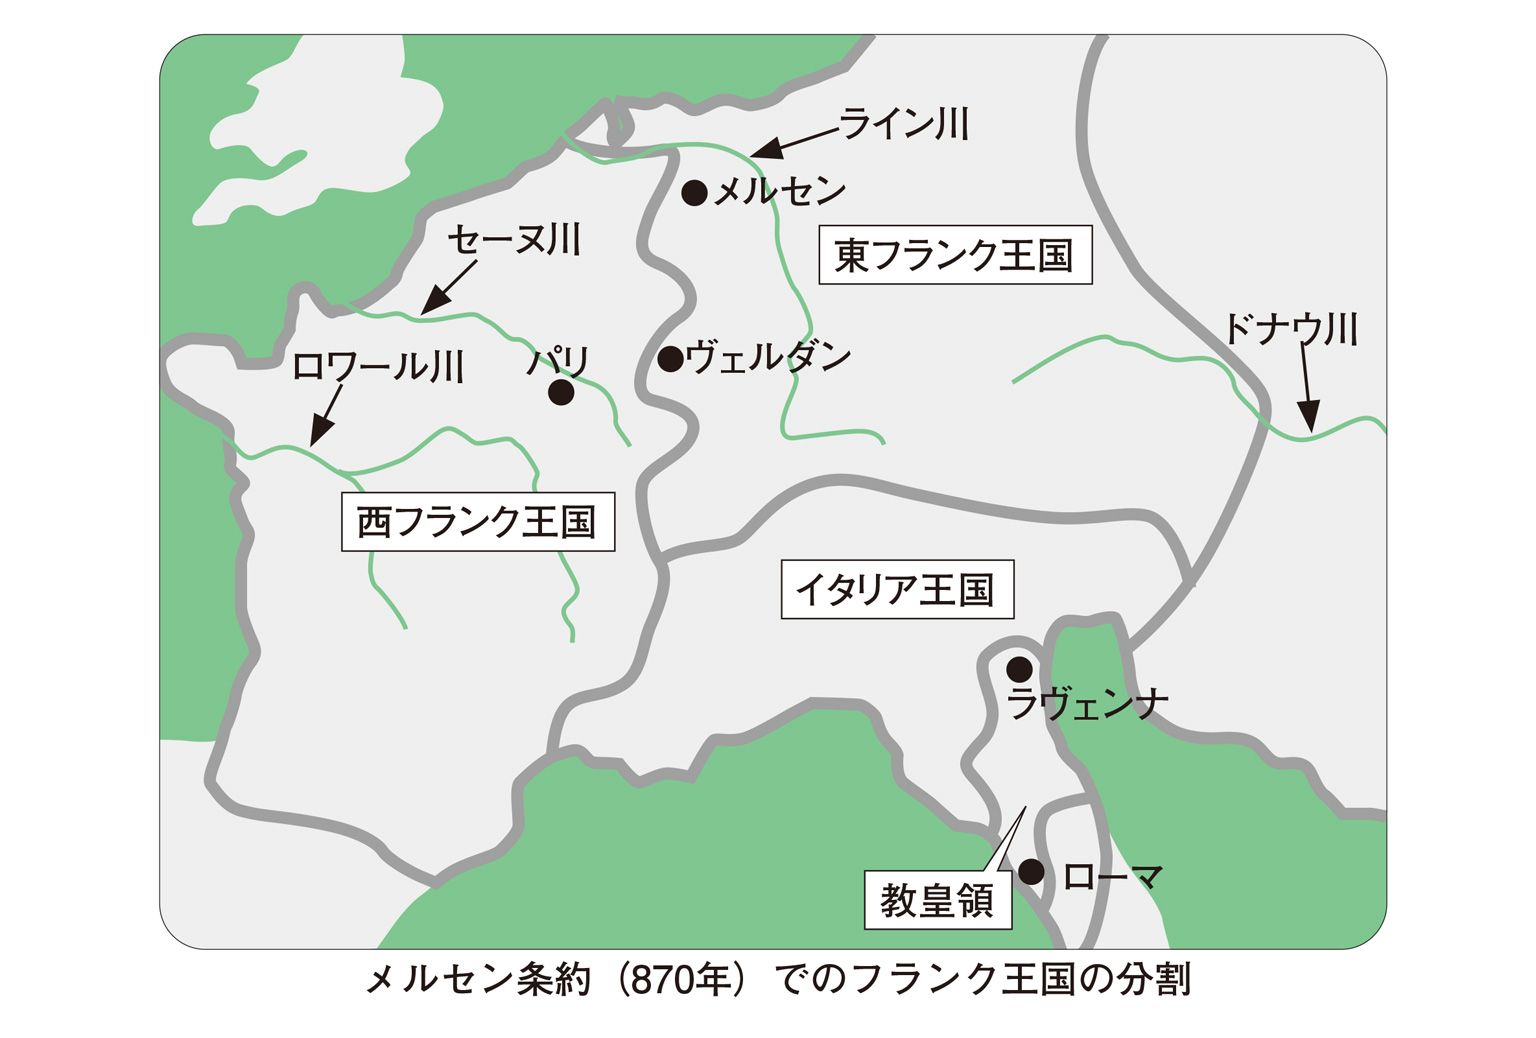 ライン川
メルセン
セーヌ川
東フランク王国
ドナウ川
ロワール川
パリ
ヴェルダン
西フランク王国
イタリア王国
ラヴェンナ
教皇領
ローマ
メルセン条約（870年）でのフランク王国の分割